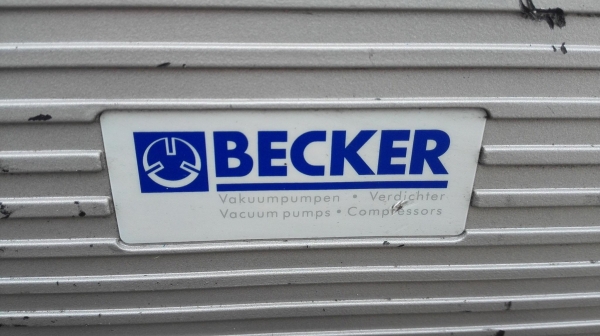 BECKER
Vakuumpumpen • Verdichter
Vacuum pumps • Compressors